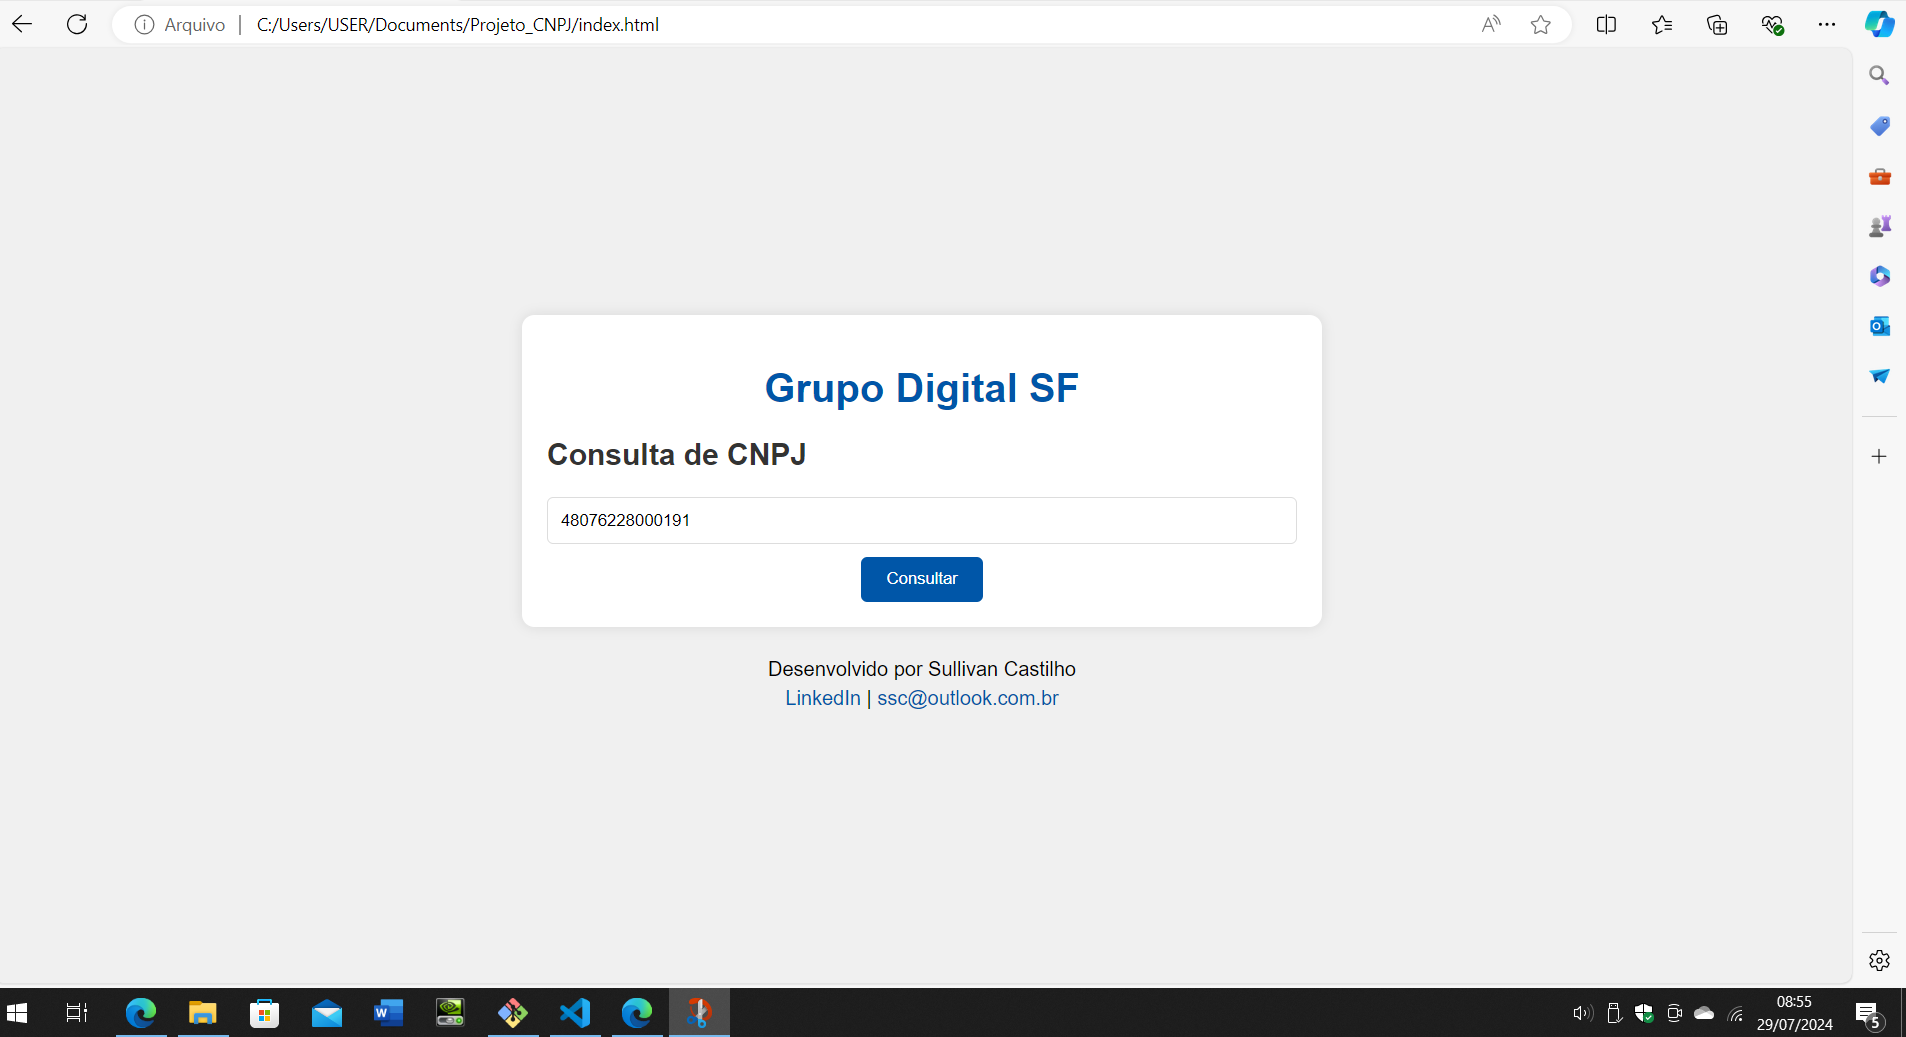 Arquivo | C:/Users/USER/Documents/Projeto_CNPJ/index.html
Grupo Digital SF
Consulta de CNPJ
48076228000191
Consultar
Desenvolvido por Sullivan Castilho
LinkedIn | ssc@outlook.com.br
08:55
29/07/2024
5